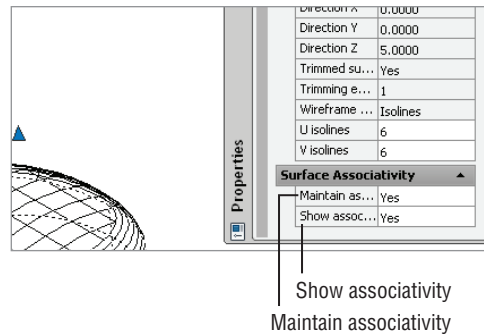 Direction X 0.0000
Direction Y 0.0000
Direction Z 5.0000
Trimmed su... Yes
Trimming e... 1
Wireframe ... Isolines
U isolines 6
V isolines 6
Surface Associativity
Maintain as... Yes
Show assoc... Yes
Properties
Show associativity
Maintain associativity